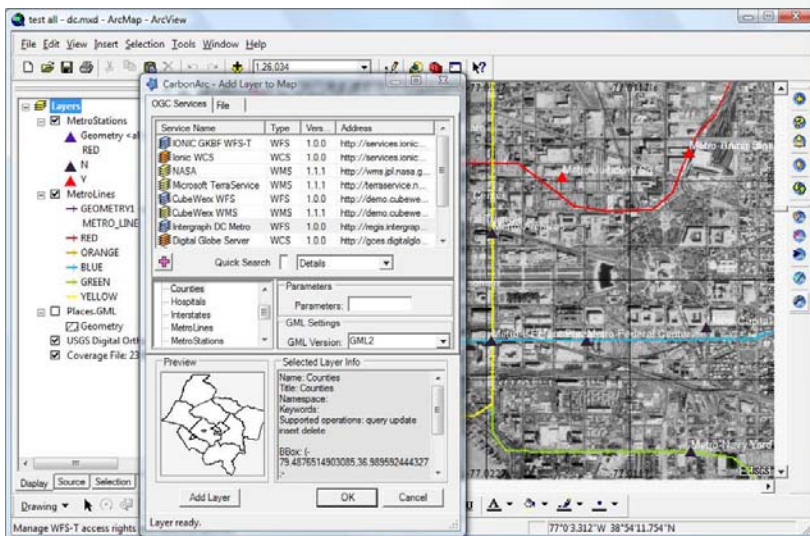 test all - dc.mxd - ArcMap - ArcView
File Edit View Insert Selection Tools Window Help
1:26,034
Layers
MetroStations
Geometry <al
RED
N
Y
MetroLines
GEOMETRY1
METRO_LINE
RED
ORANGE
BLUE
GREEN
YELLOW
Places.GML
Geometry
USGS Digital Orth
Coverage File: 23
Display Source Selection
Drawing
Manage WFS-T access rights
CarbonArc - Add Layer to Map
OGC Services File
Service Name Type Vers... Address
IONIC GKBF WFS-T WFS 1.0.0 http://services.ionic...
Ionic WCS WCS 1.0.0 http://services.ionic...
NASA WMS 1.1.1 http://wms.jpl.nasa.g...
Microsoft TerraService WMS 1.1.1 http://terraservice.n...
CubeWerx WFS WFS 1.0.0 http://demo.cubewe...
CubeWerx WMS WMS 1.1.1 http://demo.cubewe...
Intergraph DC Metro WFS 1.0.0 http://regis.intergrap...
Digital Globe Server WCS 1.0.0 http://goes.digitalglo...
Quick Search Details
Counties
Hospitals
Interstates
MetroLines
MetroStations
Parameters
Parameters:
GML Settings
GML Version: GML2
Preview
Selected Layer Info
Name: Counties
Title: Counties
Namespace:
Keywords:
Supported operations: query update
insert delete
BBox: (-
79.4876514903085,36.989592444327
Add Layer OK Cancel
Layer ready.
Metro-Federal Center
Metro-Navy Yard
USGS
77°0'3.312"W 38°54'11.754"N